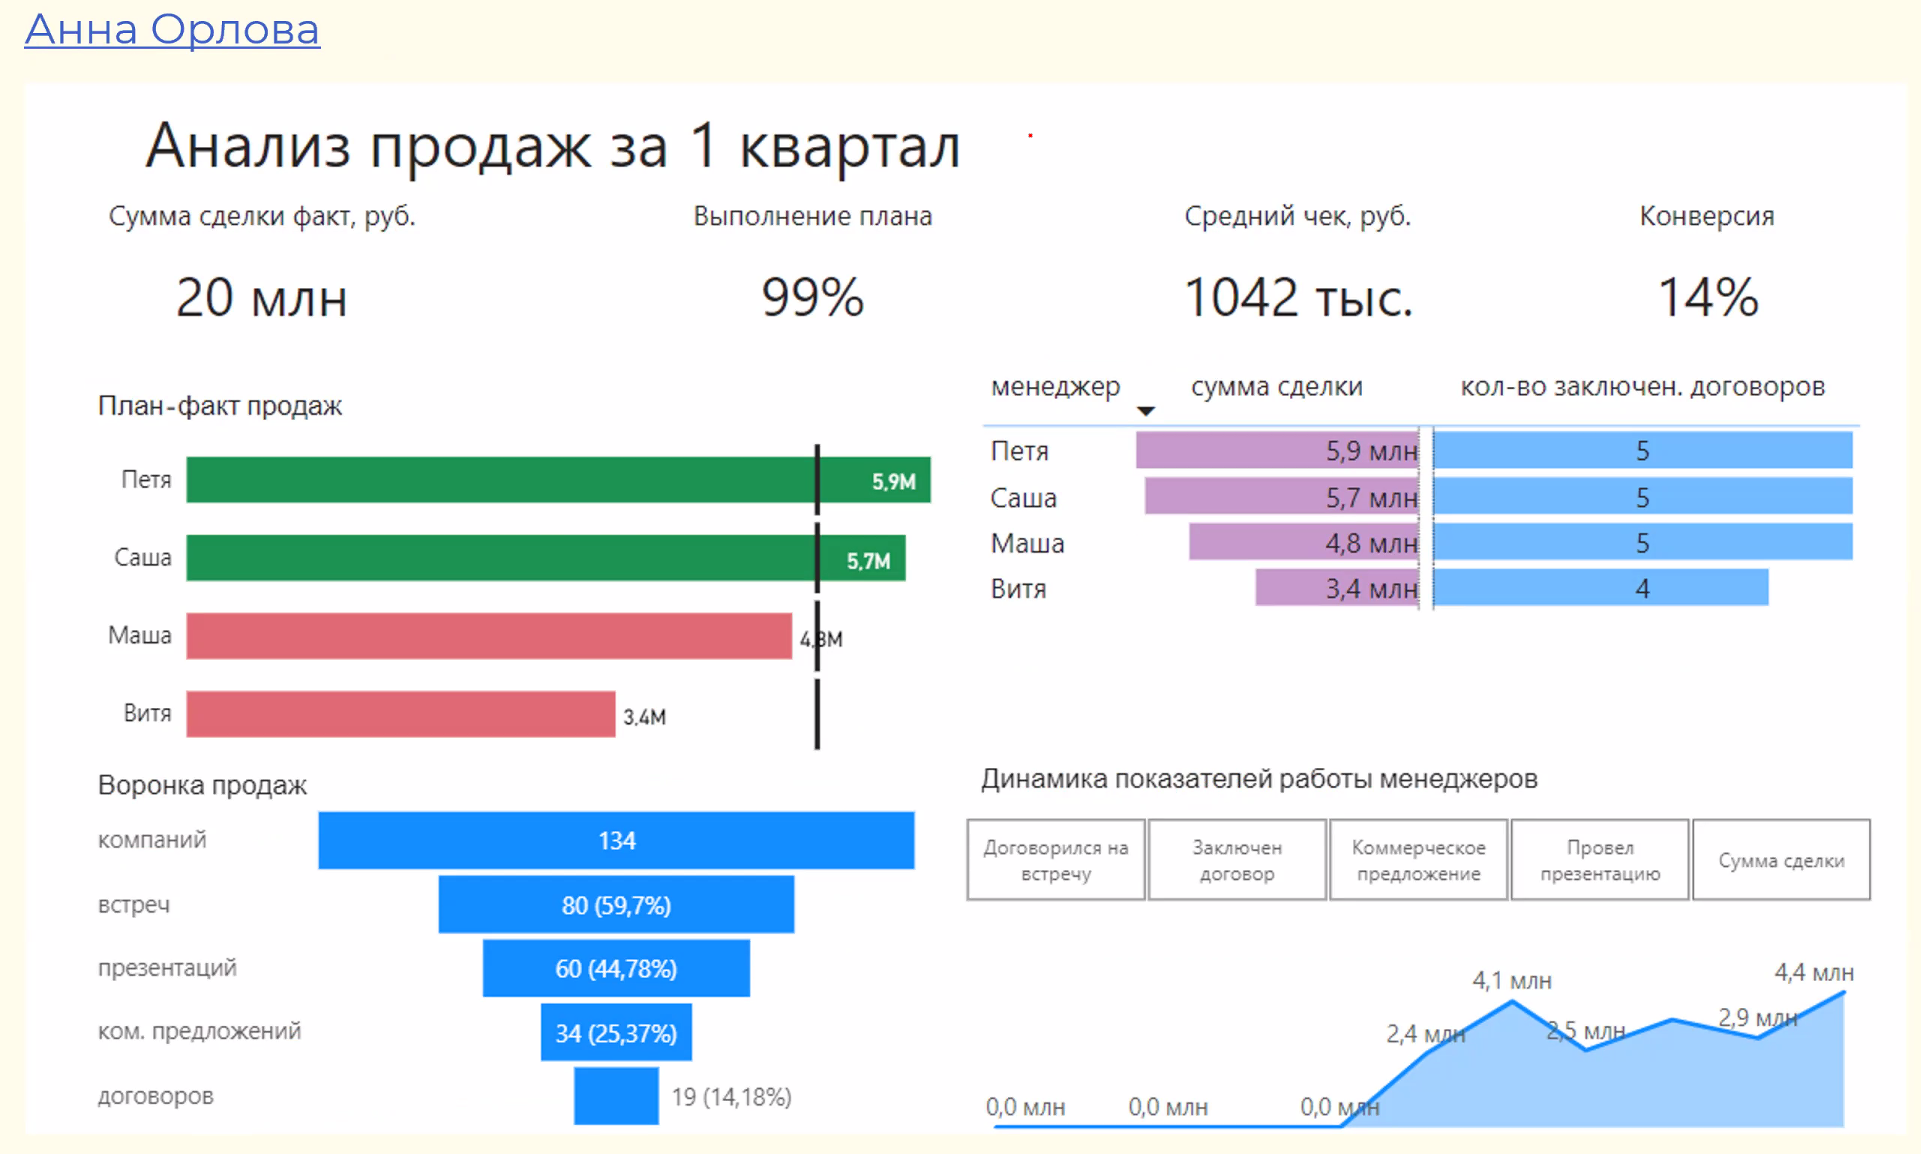 Анна Орлова
Анализ продаж за 1 квартал
Сумма сделки факт, руб.
Выполнение плана
Средний чек, руб.
Конверсия
20 млн
99%
1042 тыс.
14%
План-факт продаж
Петя
5,9М
Саша
5,7М
Маша
4,8М
Витя
3,4М
менеджер
сумма сделки
кол-во заключен. договоров
Петя
5,9 млн
5
Саша
5,7 млн
5
Маша
4,8 млн
5
Витя
3,4 млн
4
Воронка продаж
компаний
134
встреч
80 (59,7%)
презентаций
60 (44,78%)
ком. предложений
34 (25,37%)
договоров
19 (14,18%)
Динамика показателей работы менеджеров
Договорился на
встречу
Заключен
договор
Коммерческое
предложение
Провел
презентацию
Сумма сделки
0,0 млн
0,0 млн
0,0 млн
2,4 млн
4,1 млн
2,5 млн
2,9 млн
4,4 млн